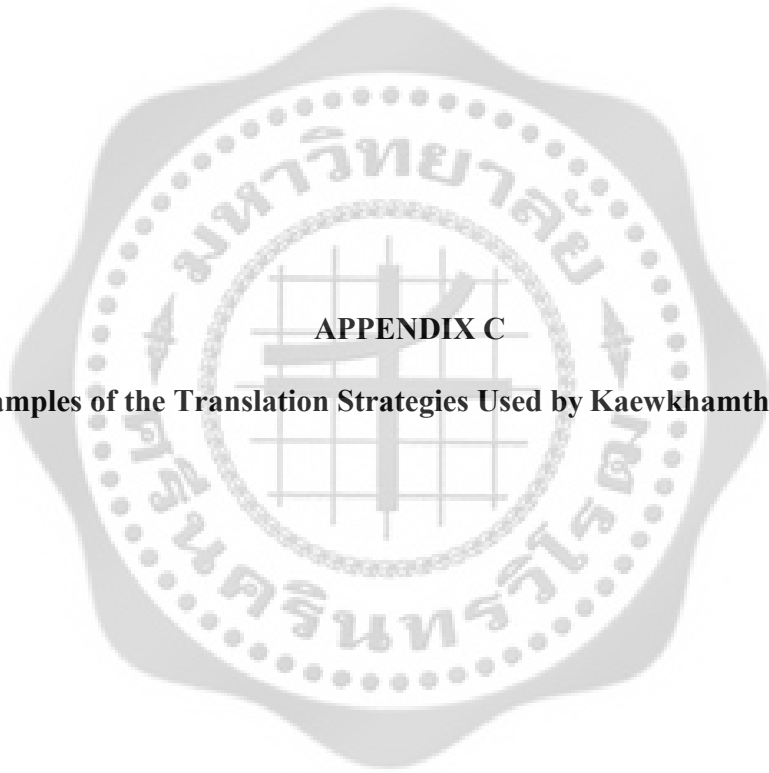 มหาวิทยาลัย
APPENDIX C
amples of the Translation Strategies Used by Kaewkhamth
ศรีนครินทรวิโรฒ